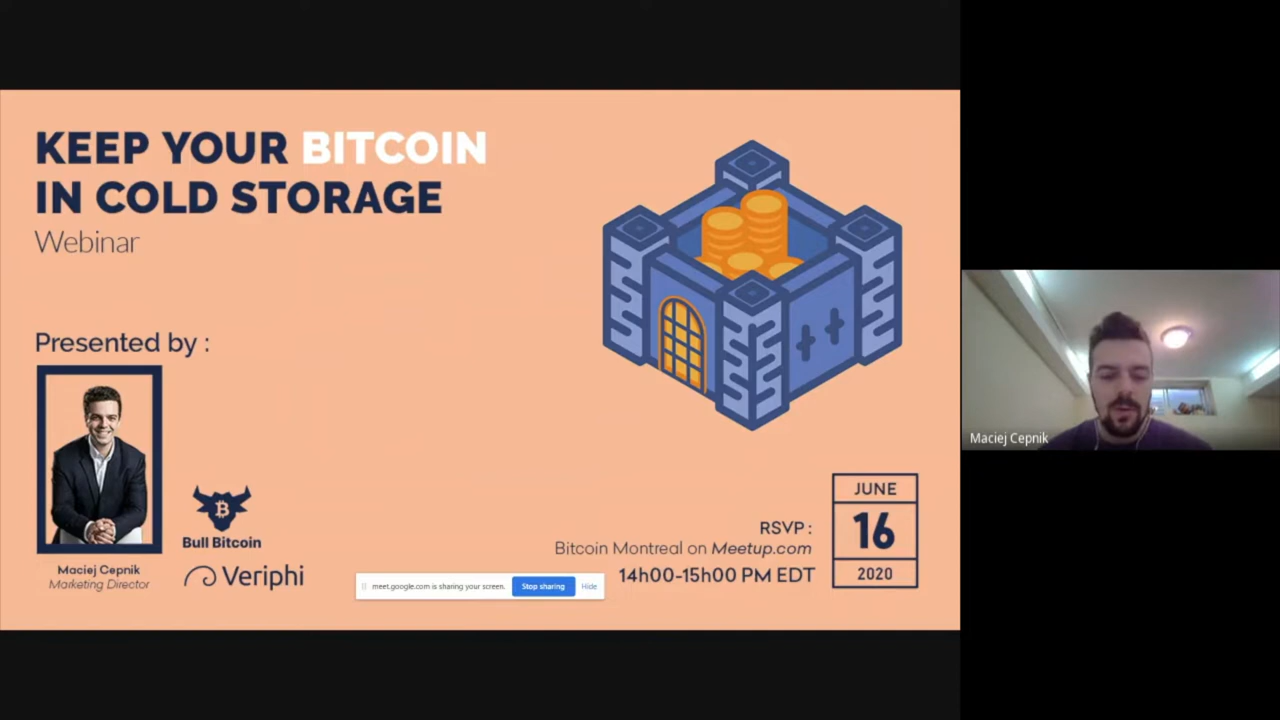 KEEP YOUR BITCOIN
IN COLD STORAGE
Webinar
Presented by :
Bull Bitcoin
Veriphi
Maciej Cepnik
Marketing Director
meet.google.com is sharing your screen.
Stop sharing
Hide
RSVP :
Bitcoin Montreal on Meetup.com
14h00-15h00 PM EDT
JUNE
16
2020
Maciej Cepnik